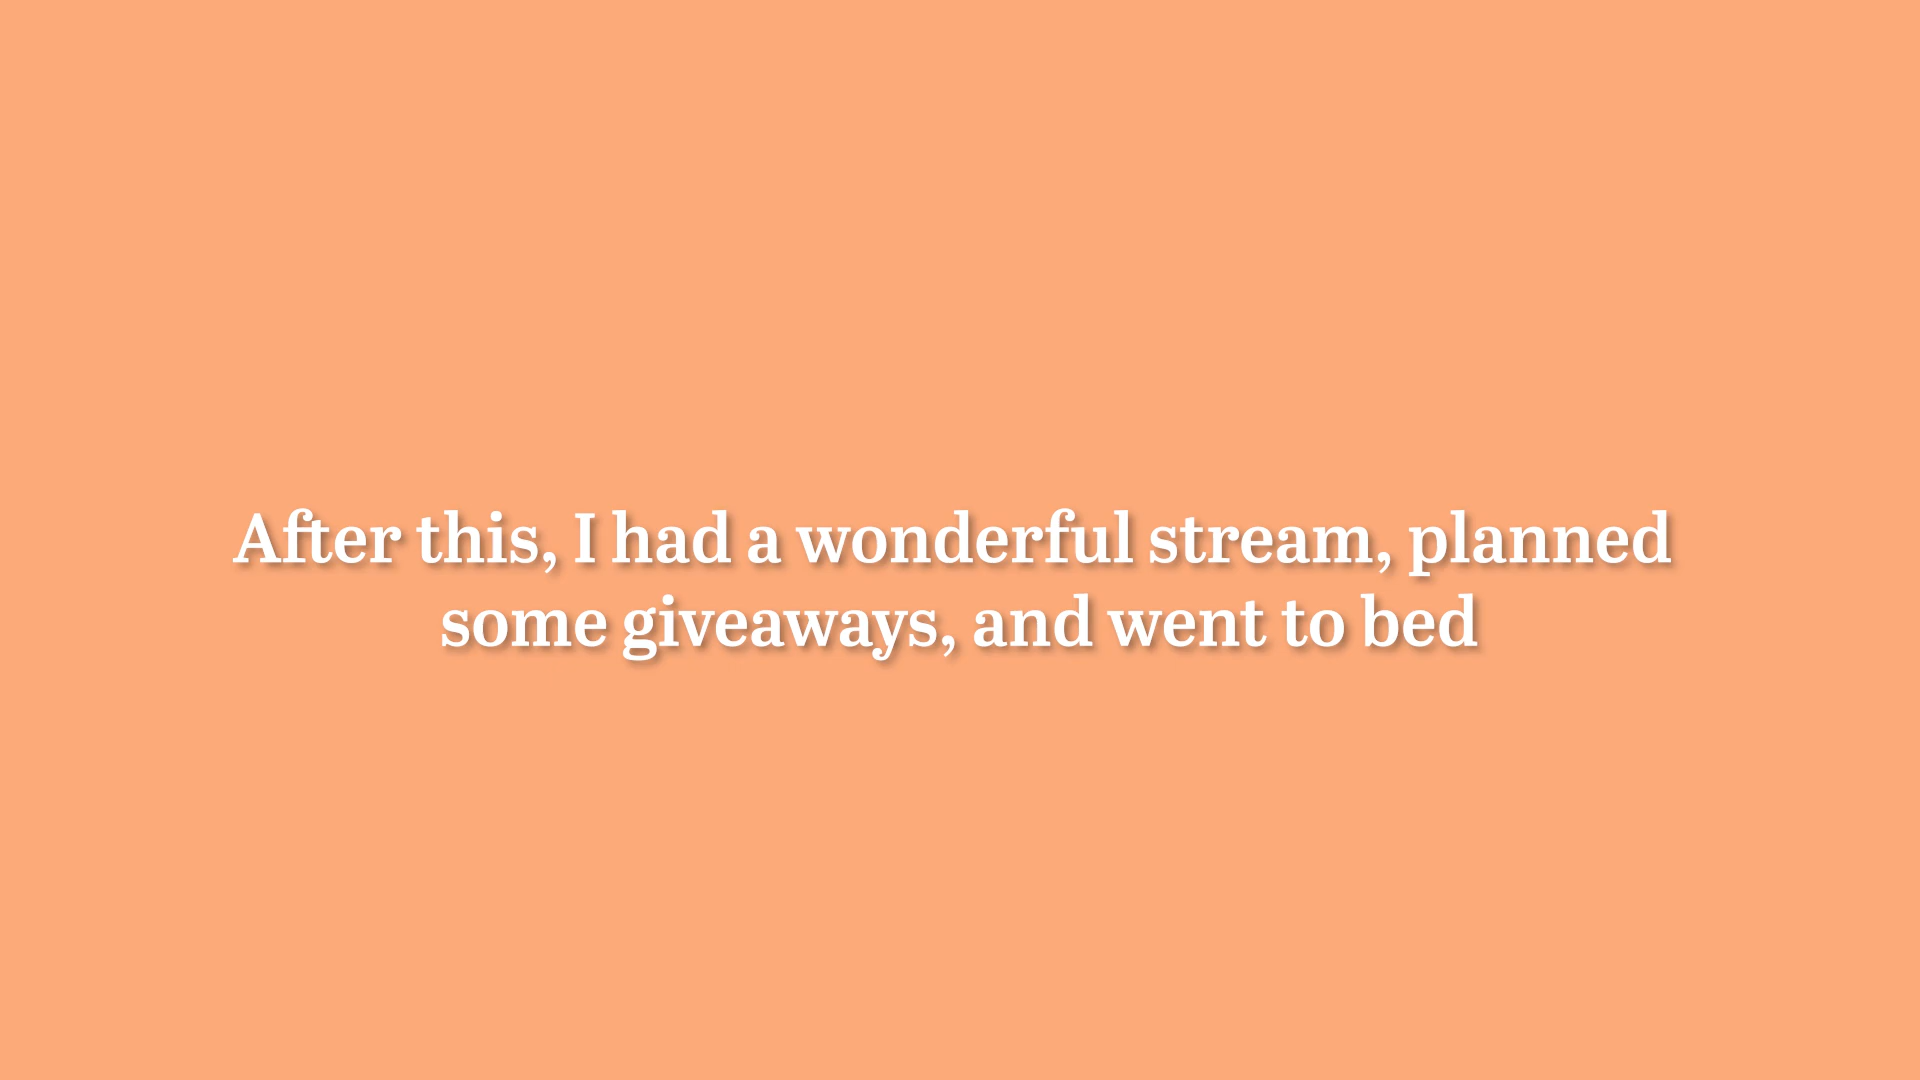 After this, I had a wonderful stream, planned
some giveaways, and went to bed